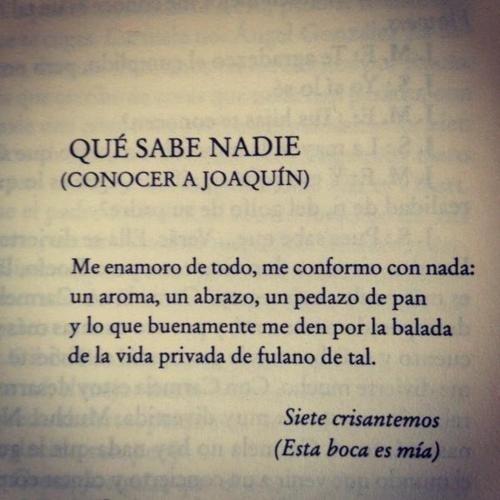 QUÉ SABE NADIE
(CONOCER A JOAQUÍN)
Me enamoro de todo, me conformo con nada:
un aroma, un abrazo, un pedazo de pan
y lo que buenamente me den por la balada
de la vida privada de fulano de tal.
Siete crisantemos
(Esta boca es mía)